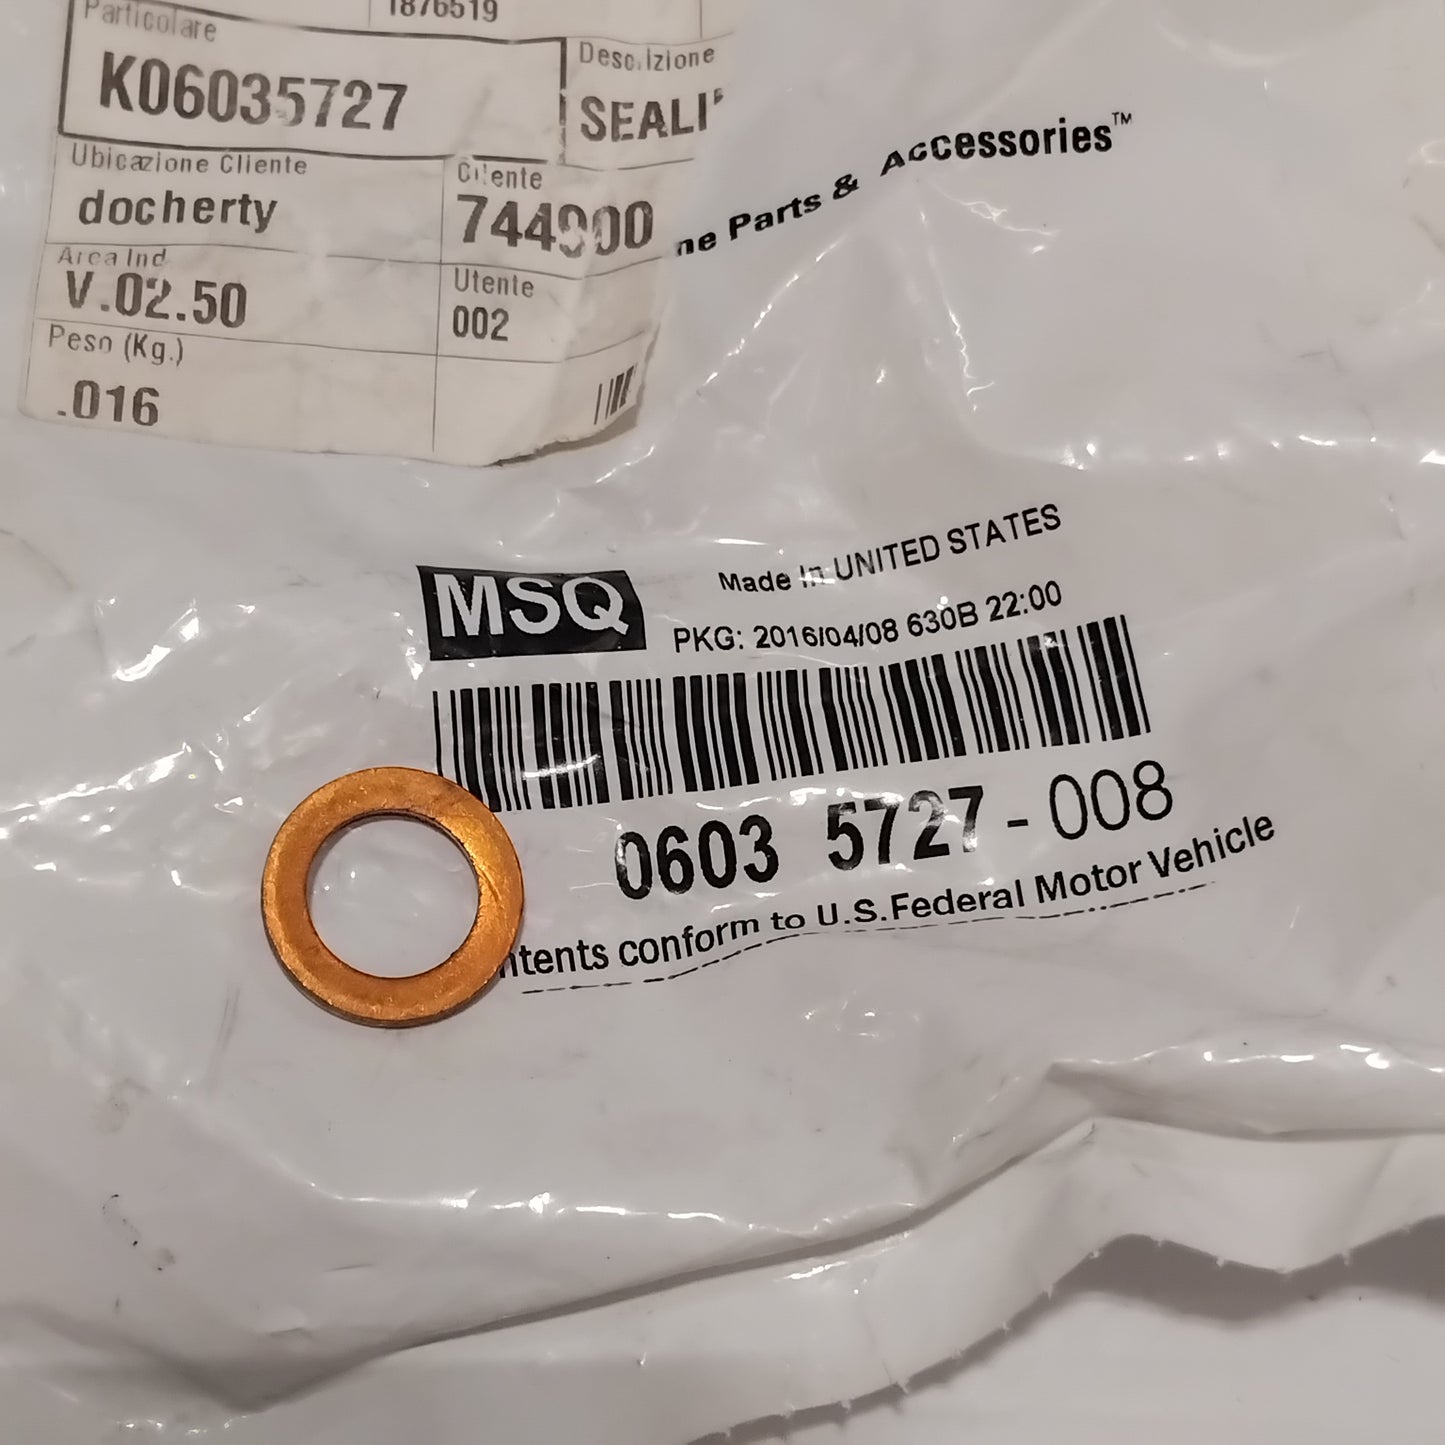 1876519
Particolare
K06035727
Descrizione
Ubicazione Cliente
docherty
Cliente
744900
Area Ind
V.02.50
Utente
002
Peso (Kg.)
.016
Parts & Accessories™
MSQ
Made In UNITED STATES
PKG: 2016/04/08 630B 22:00
0603 5727-008
conform to U.S.Federal Motor Vehicle